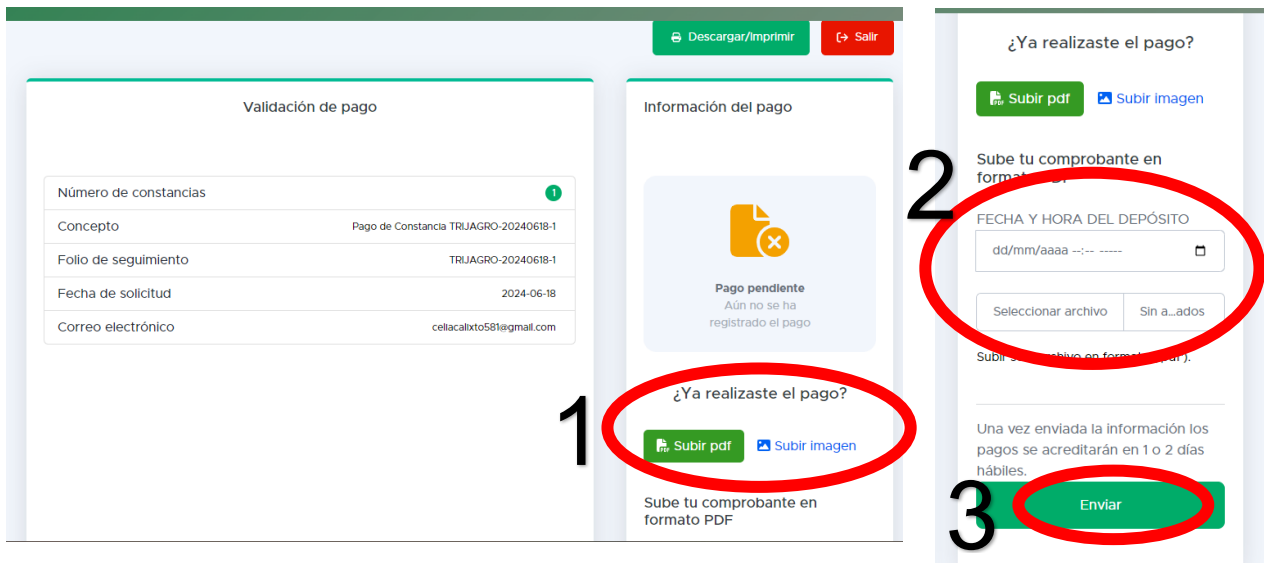 Descargar/Imprimir
Salir
Validación de pago
Número de constancias 1
Concepto Pago de Constancia TRIJAGRO-20240618-1
Folio de seguimiento TRIJAGRO-20240618-1
Fecha de solicitud 2024-06-18
Correo electrónico celiacalixto581@gmail.com
Información del pago
Pago pendiente
Aún no se ha
registrado el pago
1
¿Ya realizaste el pago?
Subir pdf Subir imagen
Sube tu comprobante en
formato PDF
¿Ya realizaste el pago?
Subir pdf Subir imagen
2
Sube tu comprobante en
FECHA Y HORA DEL DEPÓSITO
dd/mm/aaaa --:-- -----
Seleccionar archivo Sin a...ados
Una vez enviada la información los
pagos se acreditarán en 1 o 2 días
hábiles.
3
Enviar